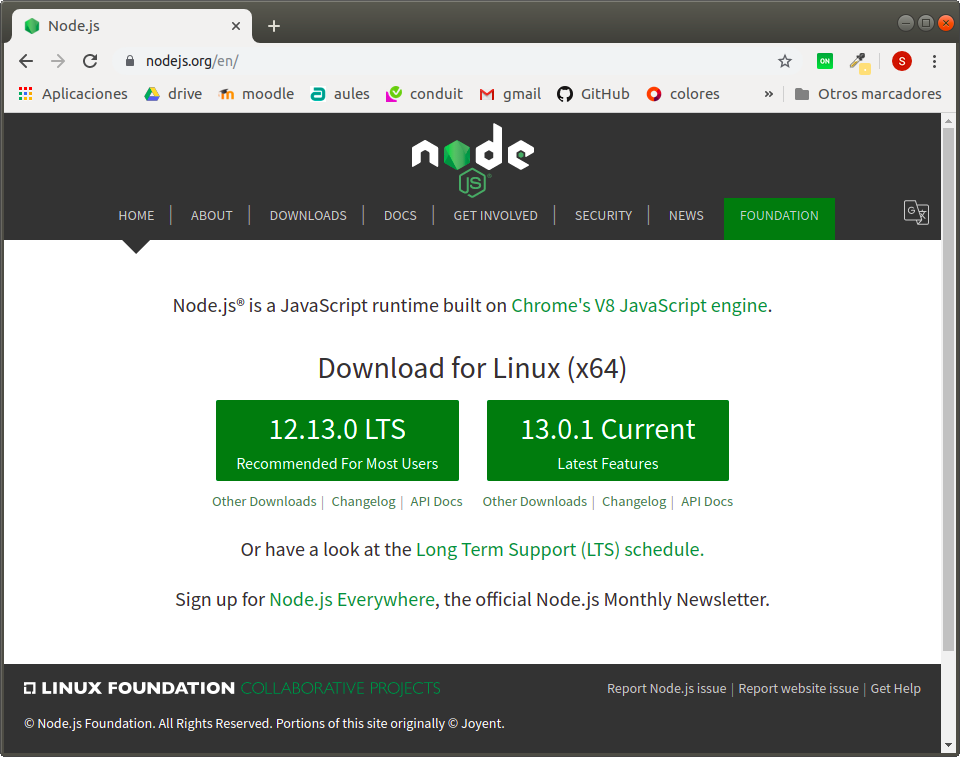 Node.js
nodejs.org/en/
ON
S
Aplicaciones drive moodle aules conduit gmail GitHub colores » Otros marcadores
node
JS
HOME ABOUT DOWNLOADS DOCS GET INVOLVED SECURITY NEWS FOUNDATION
Node.js® is a JavaScript runtime built on Chrome's V8 JavaScript engine.
Download for Linux (x64)
12.13.0 LTS
Recommended For Most Users
13.0.1 Current
Latest Features
Other Downloads | Changelog | API Docs
Other Downloads | Changelog | API Docs
Or have a look at the Long Term Support (LTS) schedule.
Sign up for Node.js Everywhere, the official Node.js Monthly Newsletter.
LINUX FOUNDATION COLLABORATIVE PROJECTS
Report Node.js issue | Report website issue | Get Help
© Node.js Foundation. All Rights Reserved. Portions of this site originally © Joyent.